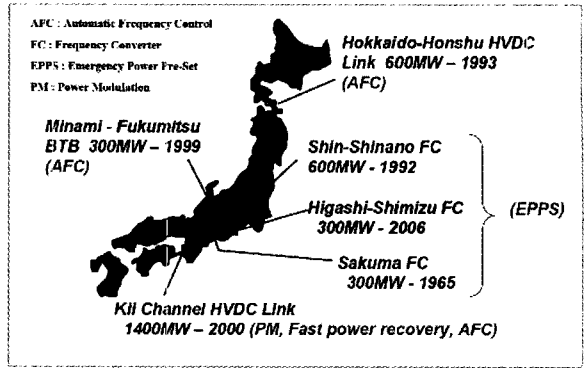 AFC : Automatic Frequency Control
FC : Frequency Converter
EPPS : Emergency Power Pre-Set
PM : Power Modulation
Hokkaido-Honshu HVDC
Link 600MW – 1993
(AFC)
Minami - Fukumitsu
BTB 300MW – 1999
(AFC)
Shin-Shinano FC
600MW - 1992
Higashi-Shimizu FC
300MW - 2006
(EPPS)
Sakuma FC
300MW - 1965
Kii Channel HVDC Link
1400MW – 2000 (PM, Fast power recovery, AFC)